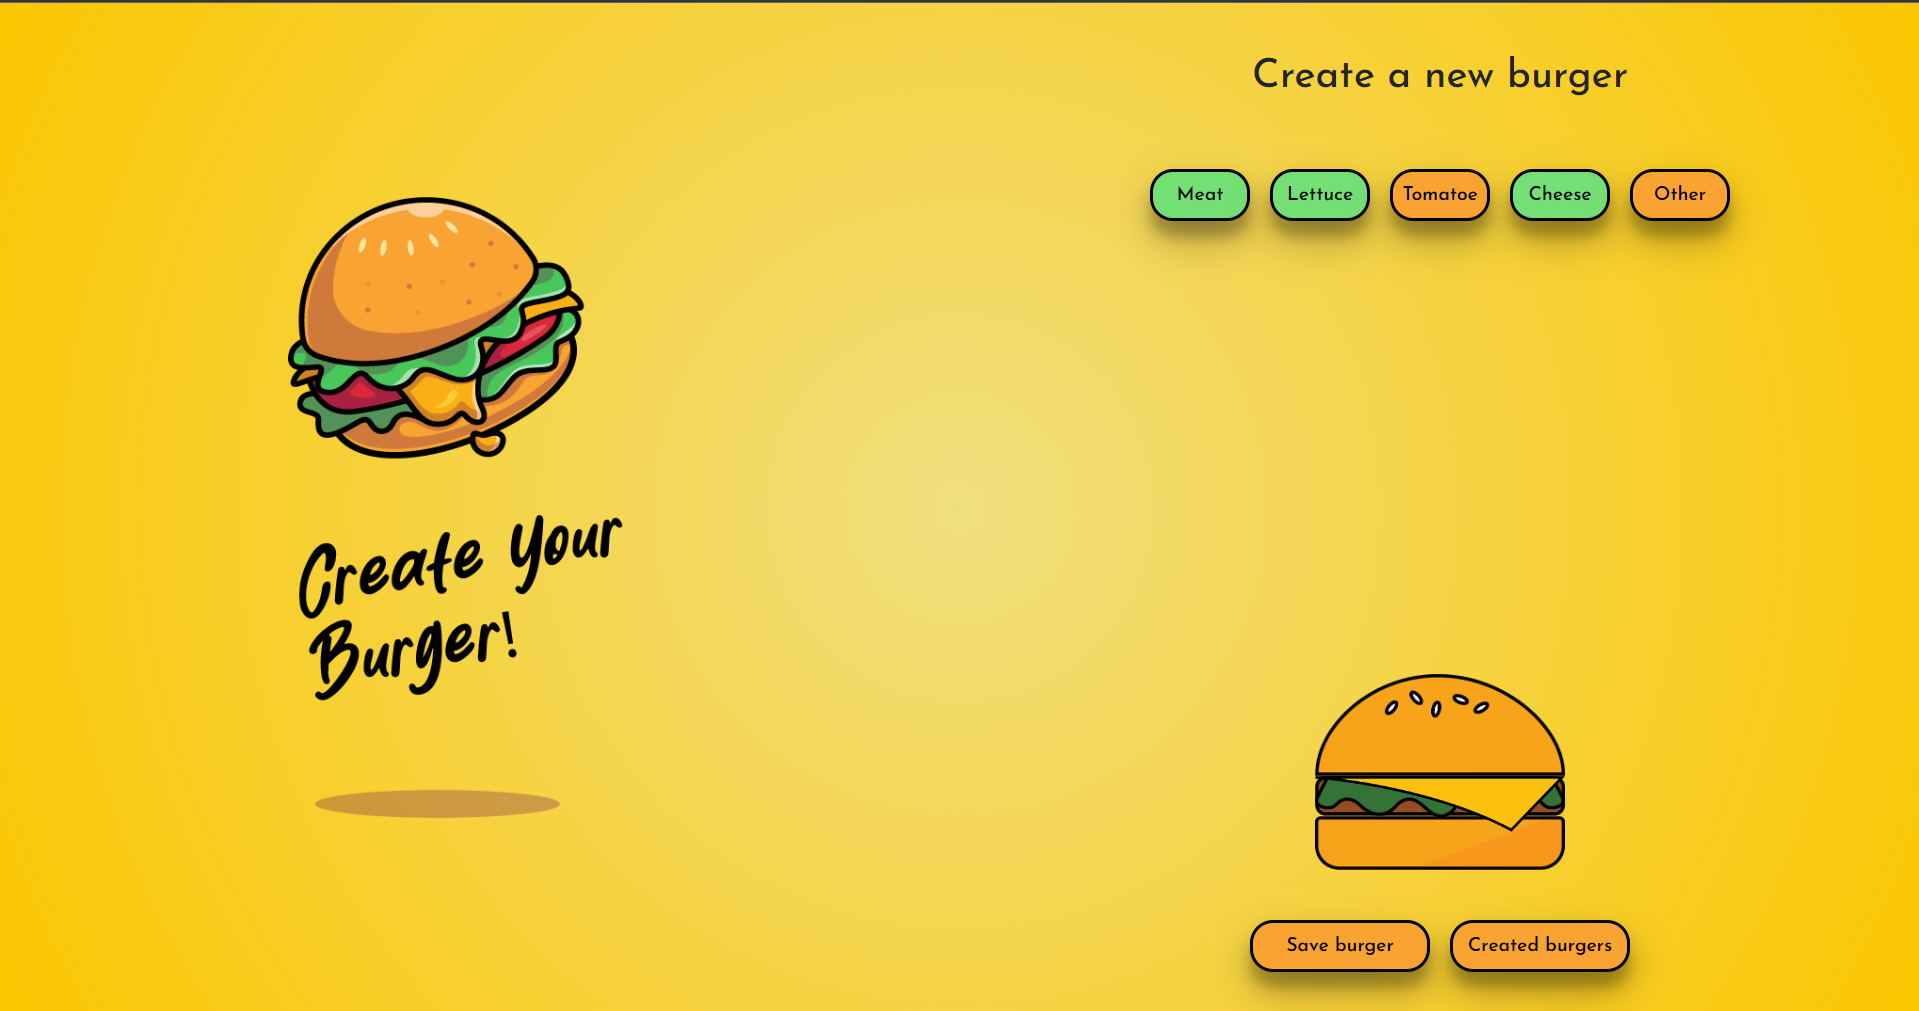 Create a new burger
Meat Lettuce Tomatoe Cheese Other
Create Your
Burger!
Save burger Created burgers